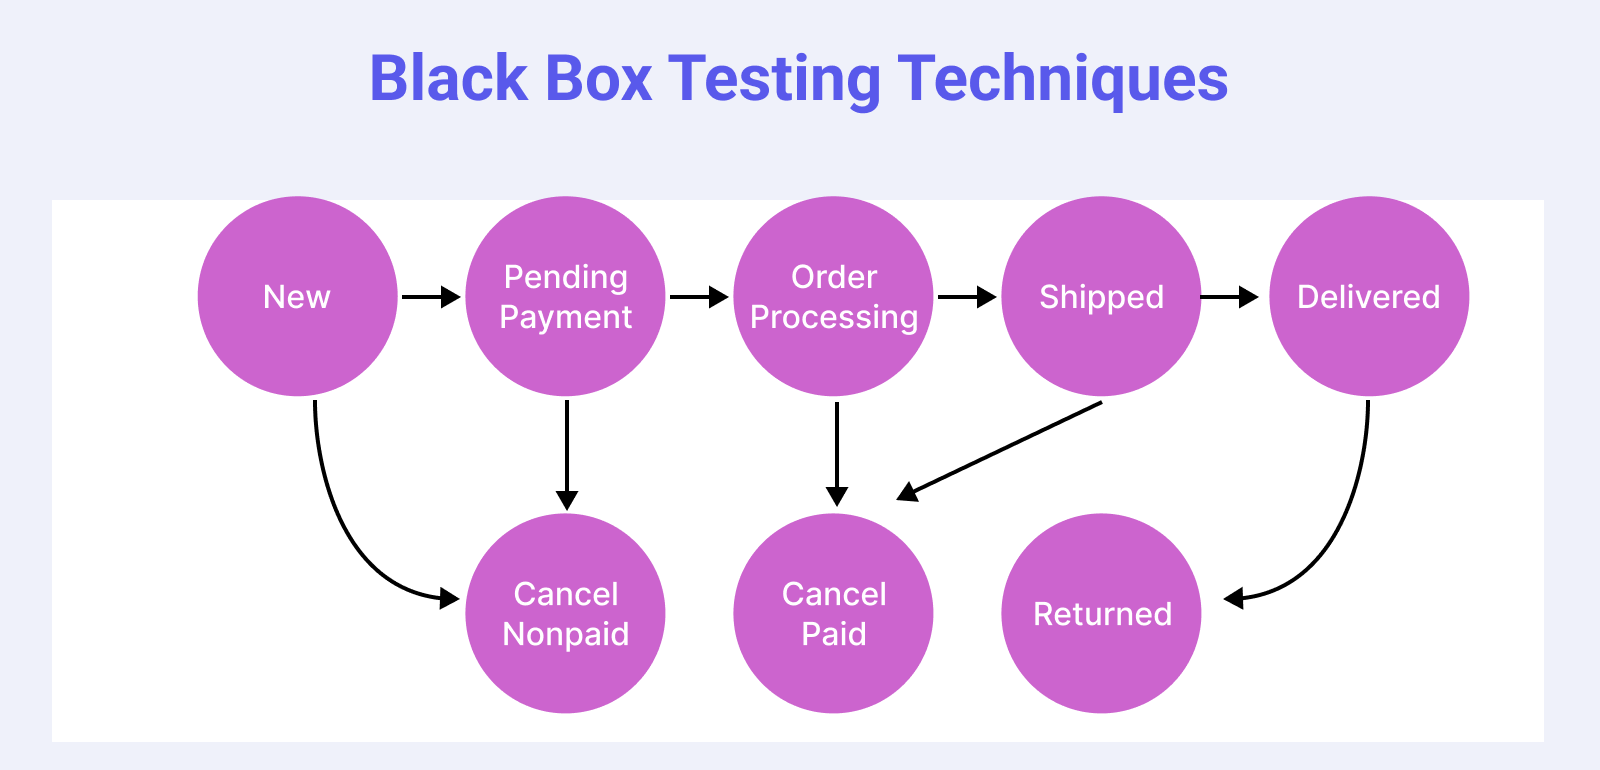 Black Box Testing Techniques
New
Pending
Payment
Order
Processing
Shipped
Delivered
Cancel
Nonpaid
Cancel
Paid
Returned